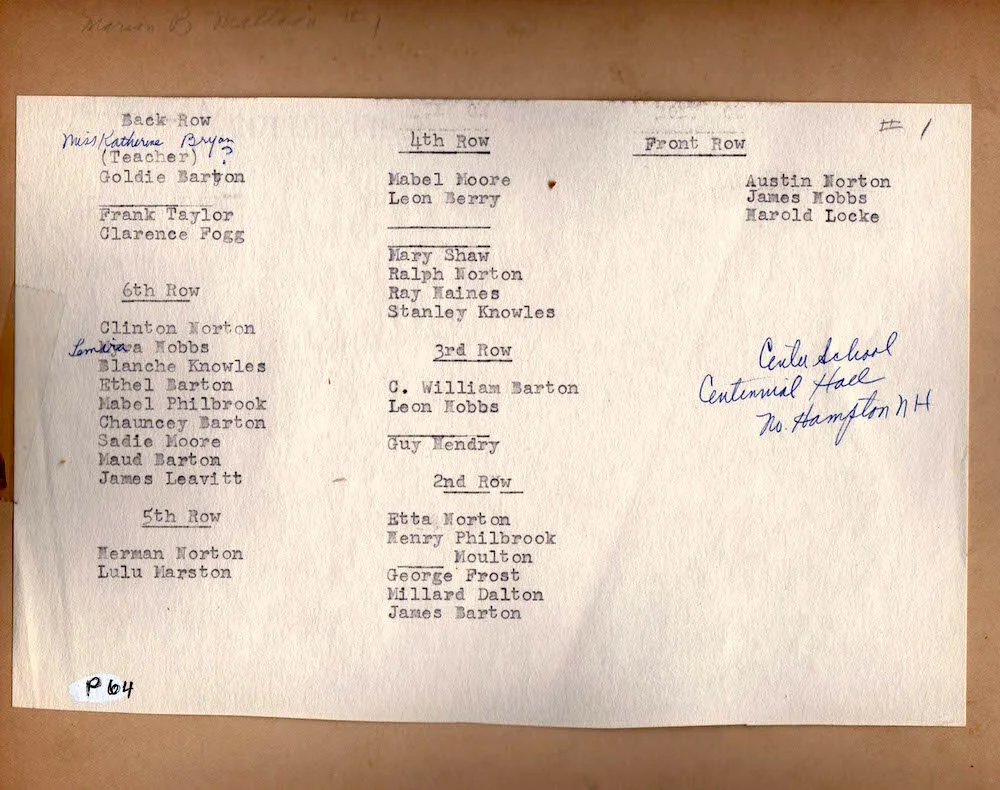 B
II 1
Back Row
Miss Katherine Bryan
?
(Teacher)
Goldie Barton
Frank Taylor
Clarence Fogg
6th Row
Clinton Norton
Lemira Hobbs
Blanche Knowles
Ethel Barton
Mabel Philbrook
Chauncey Barton
Sadie Moore
Maud Barton
James Leavitt
5th Row
Herman Norton
Lulu Marston
4th Row
Mabel Moore
Leon Berry
Mary Shaw
Ralph Norton
Ray Haines
Stanley Knowles
3rd Row
C. William Barton
Leon Hobbs
Guy Hendry
2nd Row
Etta Norton
Henry Philbrook
____ Moulton
George Frost
Millard Dalton
James Barton
Front Row
Austin Norton
James Hobbs
Harold Locke
Center School
Centennial Hall
No. Hampton NH
P 64